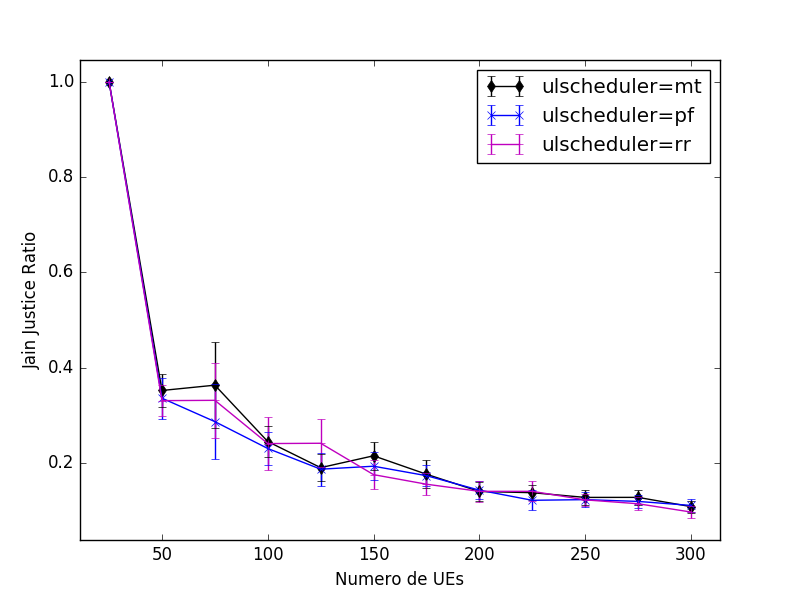 1.0
0.8
0.6
0.4
0.2
Jain Justice Ratio
ulscheduler=mt
ulscheduler=pf
ulscheduler=rr
50 100 150 200 250 300
Numero de UEs